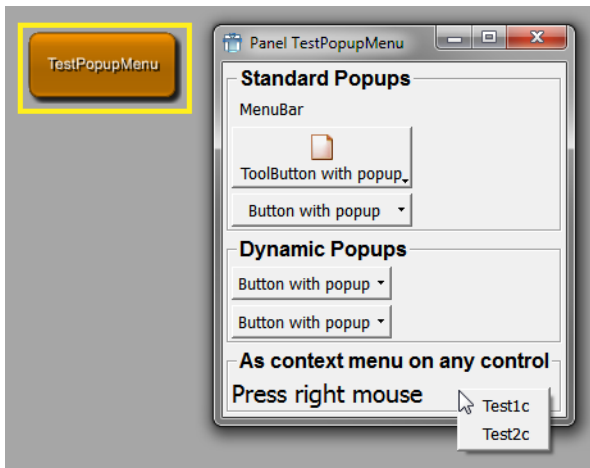 TestPopupMenu
Panel TestPopupMenu
Standard Popups
MenuBar
ToolButton with popup
Button with popup
Dynamic Popups
Button with popup
Button with popup
As context menu on any control
Press right mouse
Test1c
Test2c